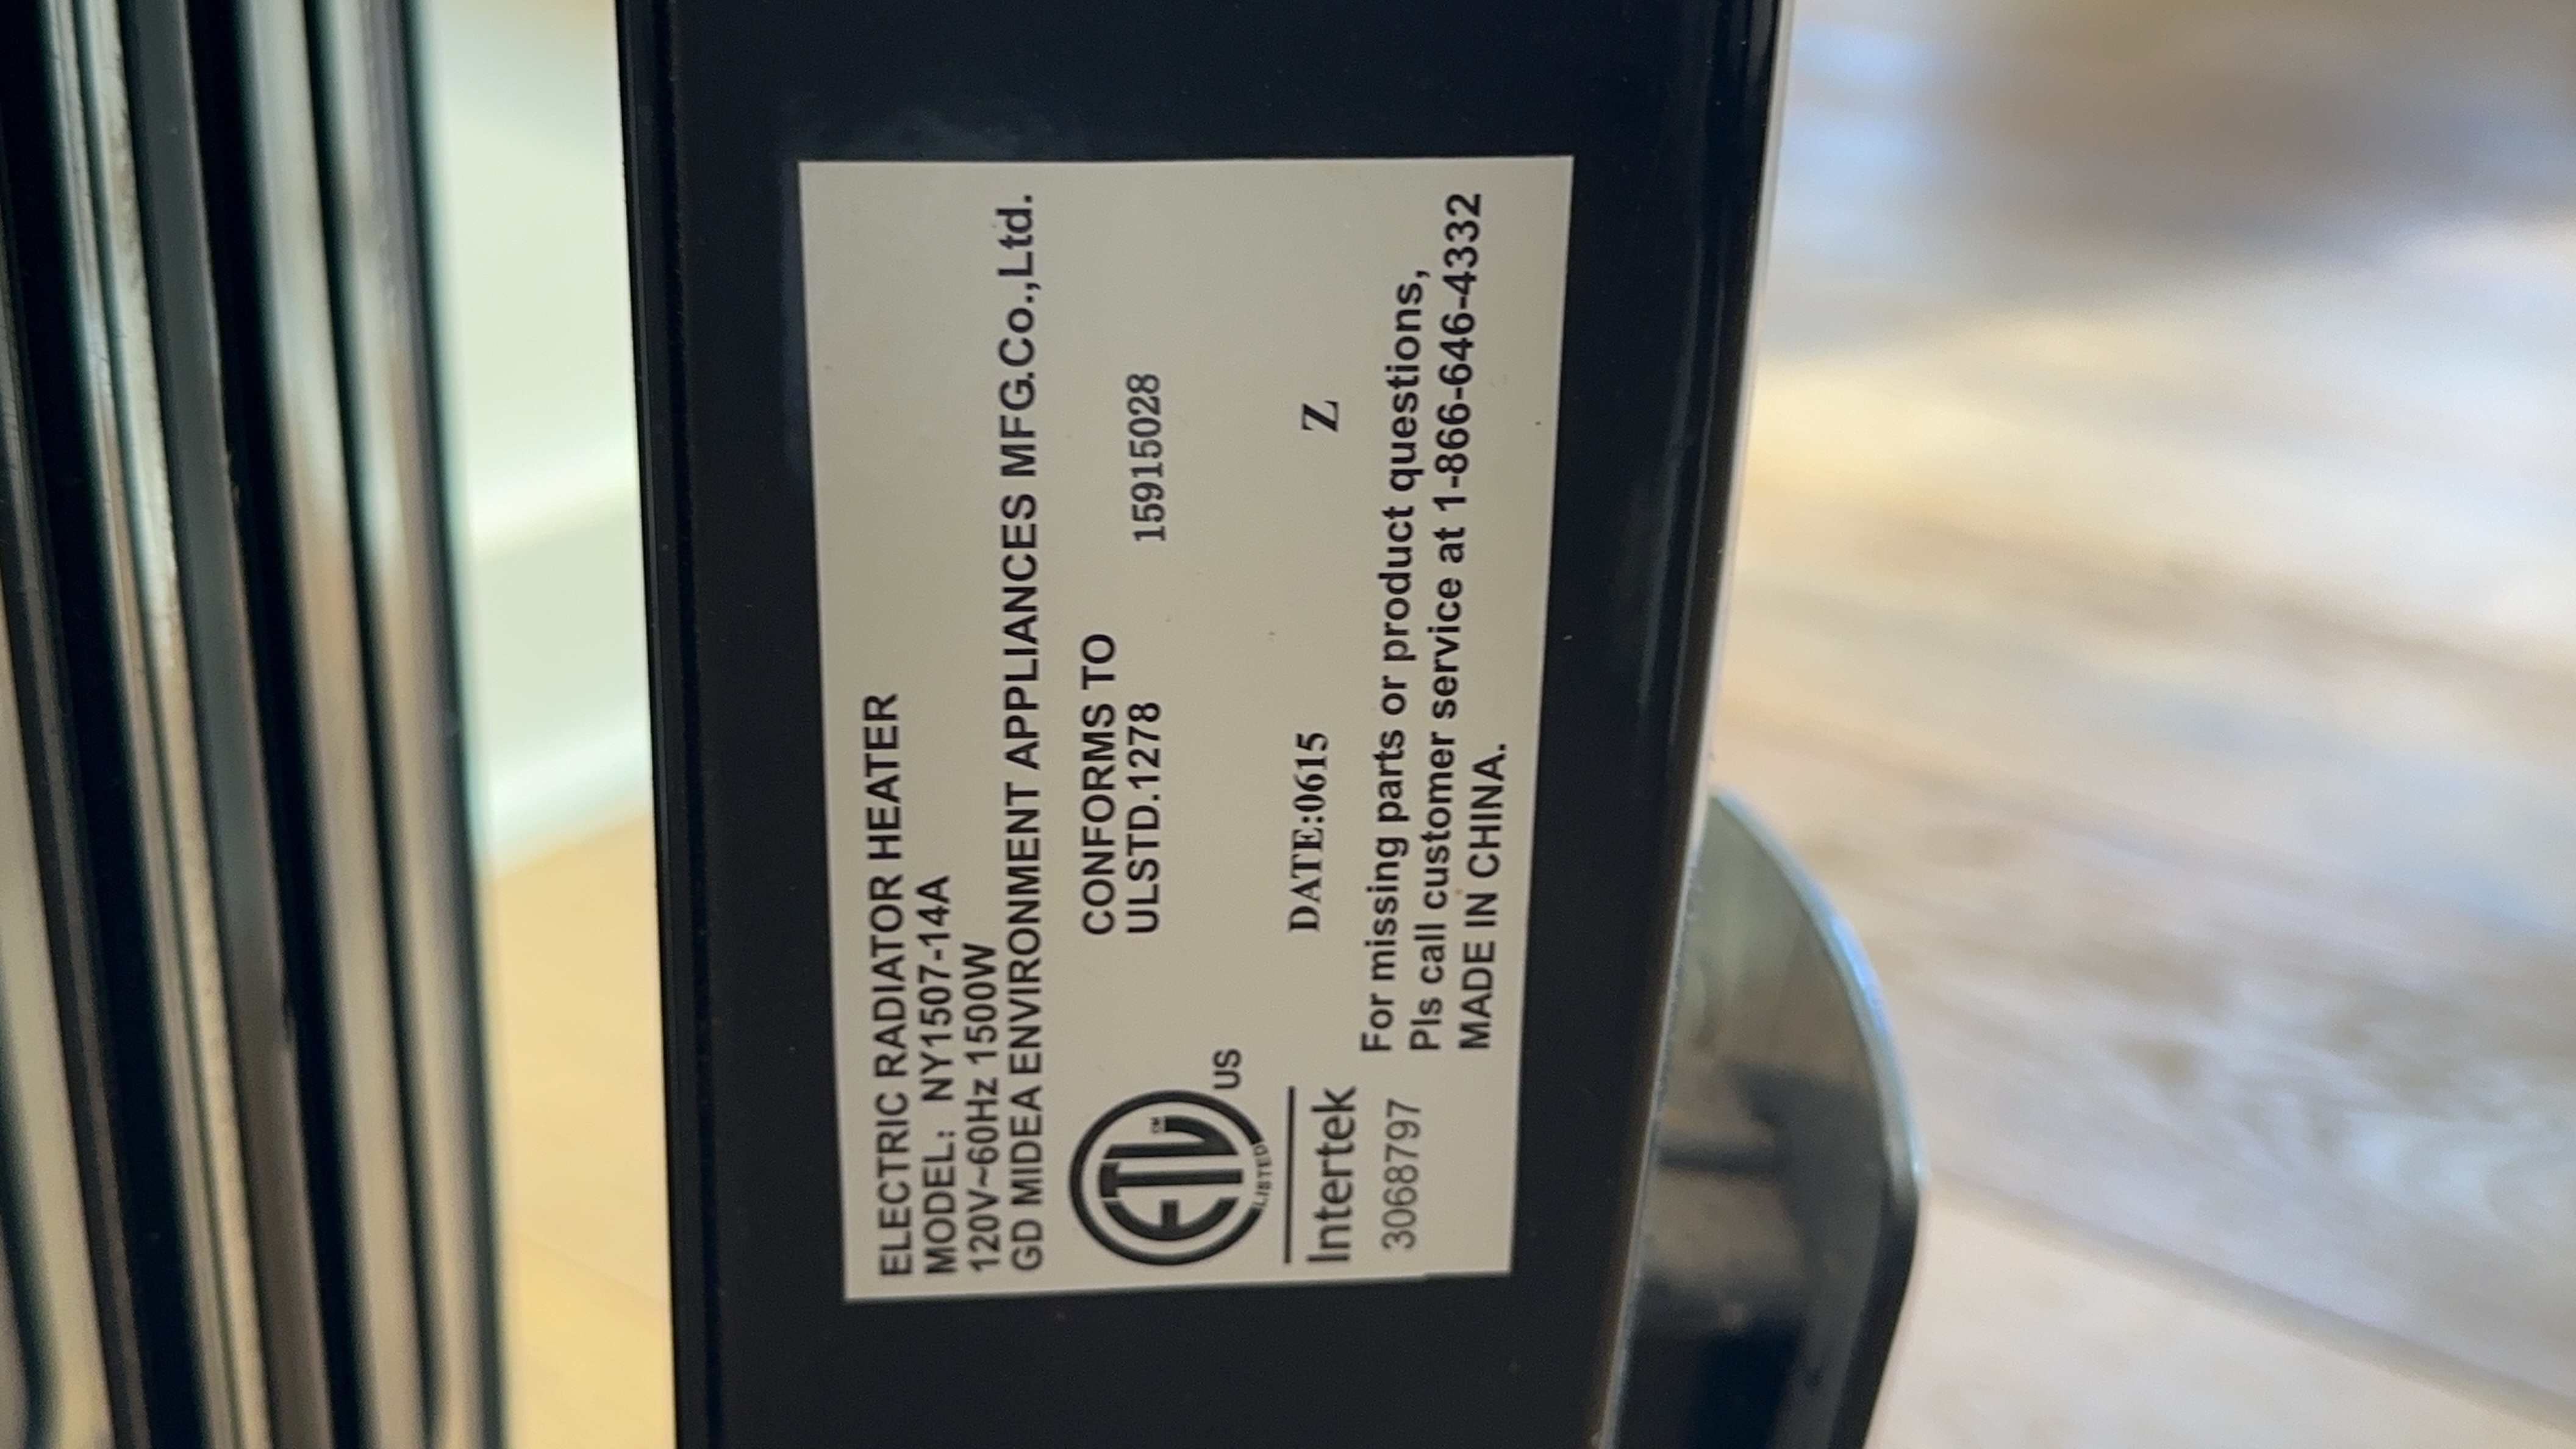 ELECTRIC RADIATOR HEATER
MODEL: NY1507-14A
120V~60Hz 1500W
GD MIDEA ENVIRONMENT APPLIANCES MFG.Co.,Ltd.
ETL CM
LISTED
US
CONFORMS TO
ULSTD.1278
15915028
Intertek
3068797
DATE:0615 Z
For missing parts or product questions,
Pls call customer service at 1-866-646-4332
MADE IN CHINA.